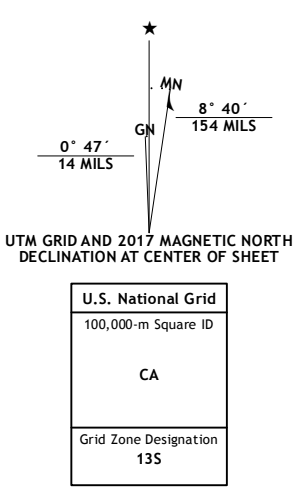 ★
MN
8° 40´
154 MILS
GN
0° 47´
14 MILS
UTM GRID AND 2017 MAGNETIC NORTH
DECLINATION AT CENTER OF SHEET
U.S. National Grid
100,000-m Square ID
CA
Grid Zone Designation
13S